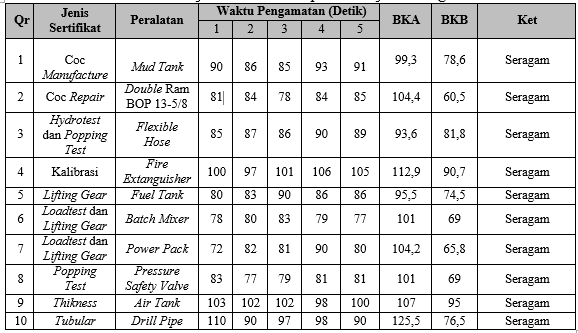 Qr Jenis Sertifikat Peralatan Waktu Pengamatan (Detik) BKA BKB Ket
1 2 3 4 5
1 Coc Manufacture Mud Tank 90 86 85 93 91 99,3 78,6 Seragam
2 Coc Repair Double Ram BOP 13-5/8 81 84 78 84 85 104,4 60,5 Seragam
3 Hydrotest dan Popping Test Flexible Hose 85 87 86 90 89 93,6 81,8 Seragam
4 Kalibrasi Fire Extanguisher 100 97 101 106 105 112,9 90,7 Seragam
5 Lifting Gear Fuel Tank 80 83 90 86 86 95,5 74,5 Seragam
6 Loadtest dan Lifting Gear Batch Mixer 78 80 83 79 77 101 69 Seragam
7 Loadtest dan Lifting Gear Power Pack 72 82 81 90 80 104,2 65,8 Seragam
8 Popping Test Pressure Safety Valve 83 77 79 81 81 101 69 Seragam
9 Thikness Air Tank 103 102 102 98 100 107 95 Seragam
10 Tubular Drill Pipe 110 90 97 98 90 125,5 76,5 Seragam